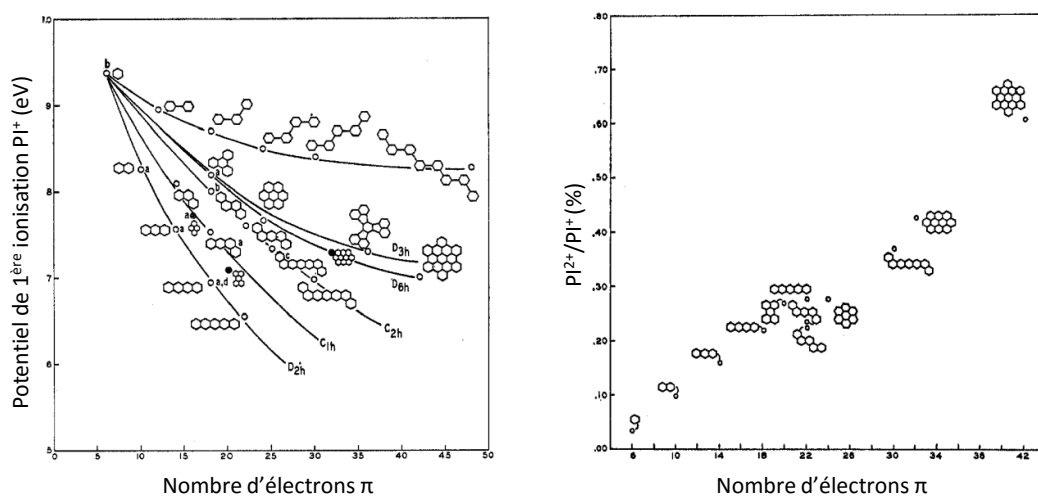 Potentiel de 1ère ionisation PI+ (eV)
10
9
8
7
6
5
b
a
a
b
a
a
a
a,d
c
D3h
D6h
C2h
C1h
D2h
0
5
10
15
20
25
30
35
40
45
50
Nombre d'électrons π
PI2+/PI+ (%)
.80
.70
.60
.50
.40
.30
.20
.10
.00
6
10
14
18
22
26
30
34
38
42
Nombre d'électrons π